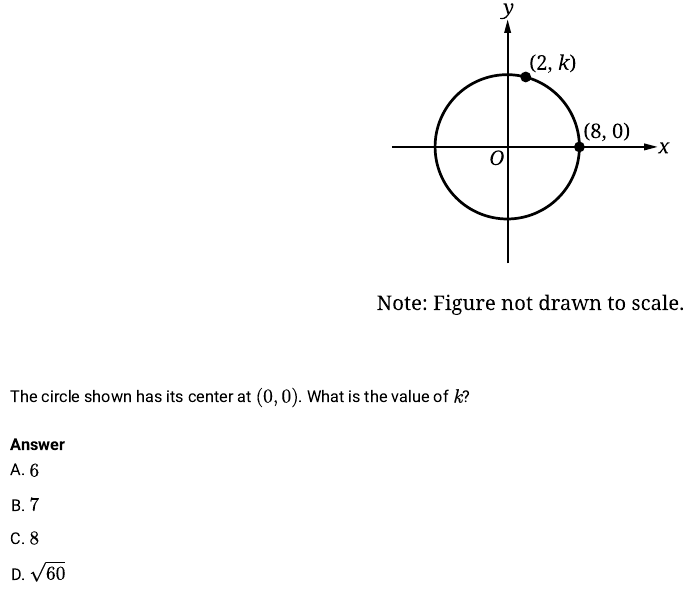 y
(2, k)
(8, 0)
O
x
Note: Figure not drawn to scale.
The circle shown has its center at (0, 0). What is the value of k?
Answer
A. 6
B. 7
C. 8
D. √60